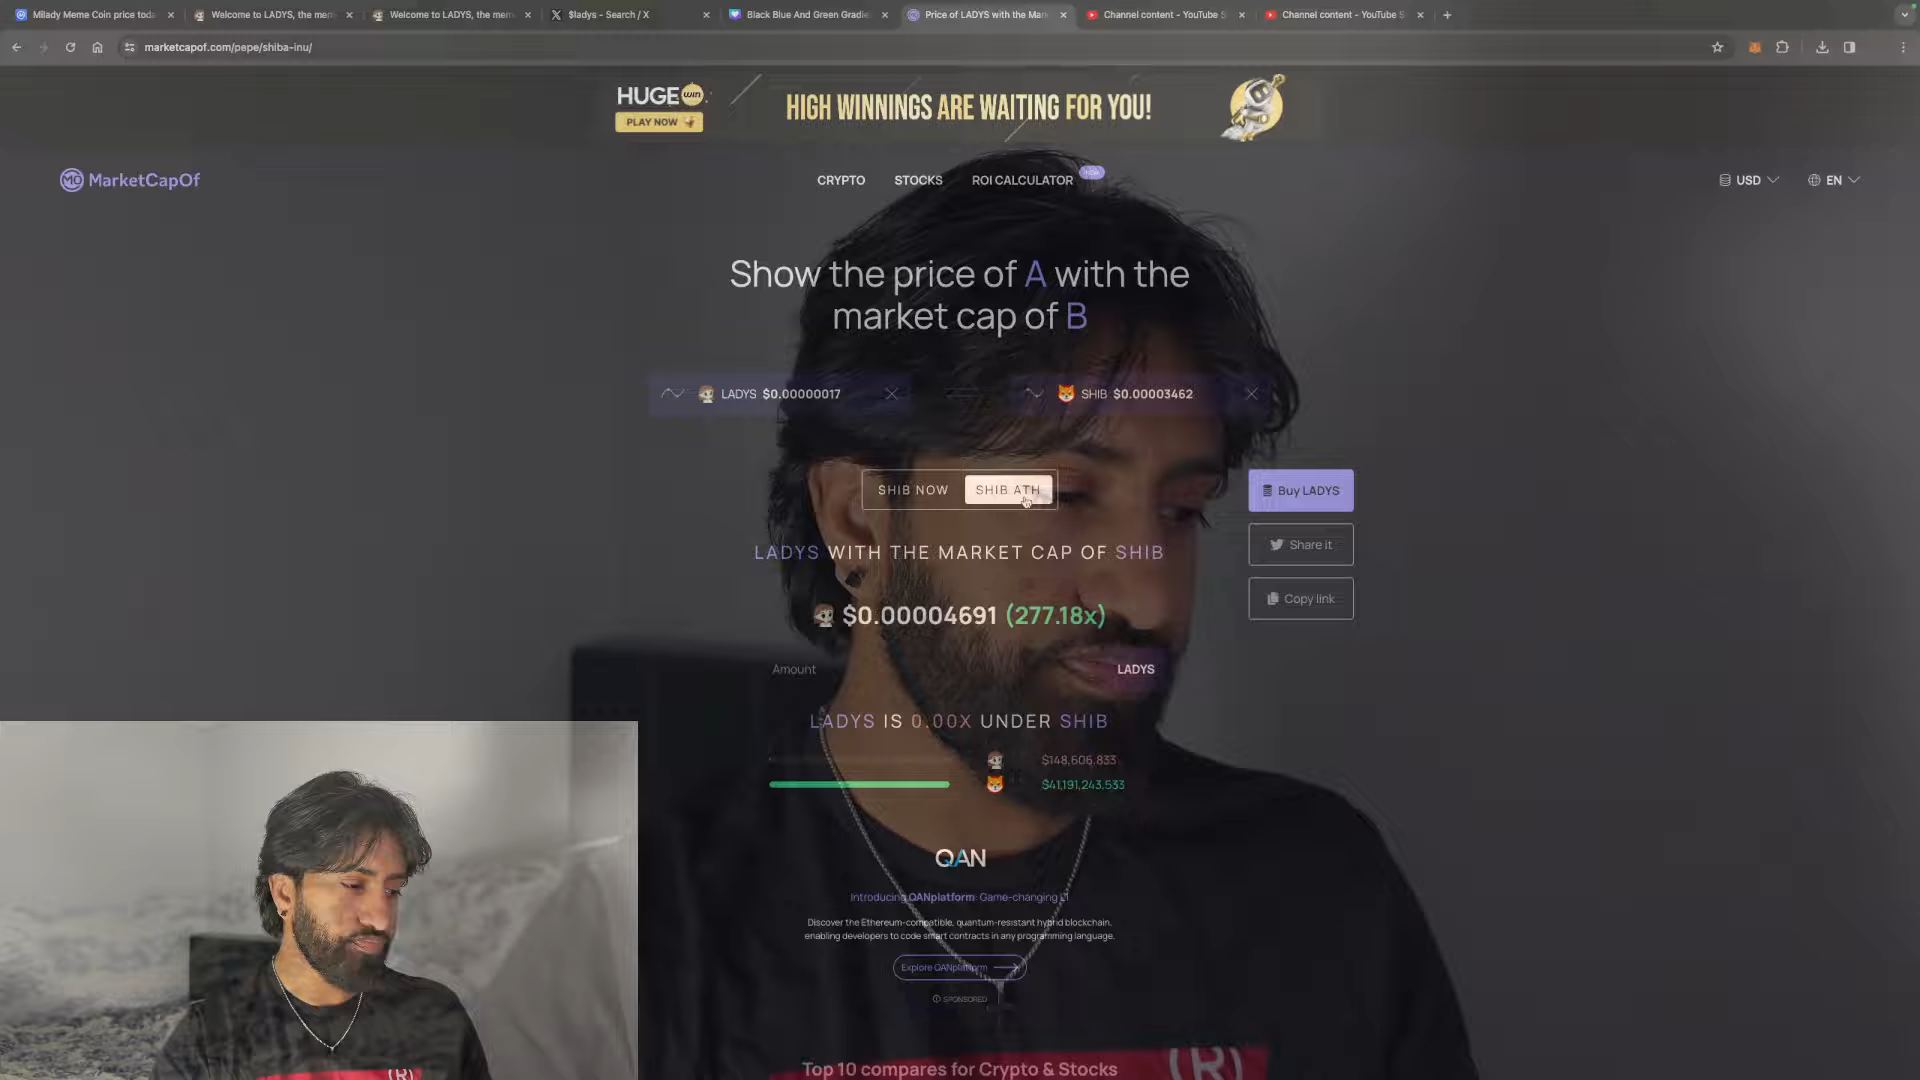 Milady Meme Coin price toda
Welcome to LADYS, the mem
Welcome to LADYS, the mem
$ladys - Search / X
Black Blue And Green Gradie
Price of LADYS with the Mar
Channel content - YouTube S
Channel content - YouTube S
marketcapof.com/pepe/shiba-inu/
HUGE win
PLAY NOW
HIGH WINNINGS ARE WAITING FOR YOU!
MarketCapOf
CRYPTO
STOCKS
ROI CALCULATOR
USD
EN
Show the price of A with the
market cap of B
LADYS $0.00000017
SHIB $0.00003462
SHIB NOW
SHIB ATH
Buy LADYS
Share it
Copy link
LADYS WITH THE MARKET CAP OF SHIB
$0.00004691 (277.18x)
Amount
LADYS
LADYS IS 0.00X UNDER SHIB
$148,606,833
$41,191,243,533
QAN
Introducing QANplatform: Game-changing L1
Discover the Ethereum-compatible, quantum-resistant hybrid blockchain,
enabling developers to code smart contracts in any programming language.
Explore QANplatform
SPONSORED
Top 10 compares for Crypto & Stocks
(R)
(R)